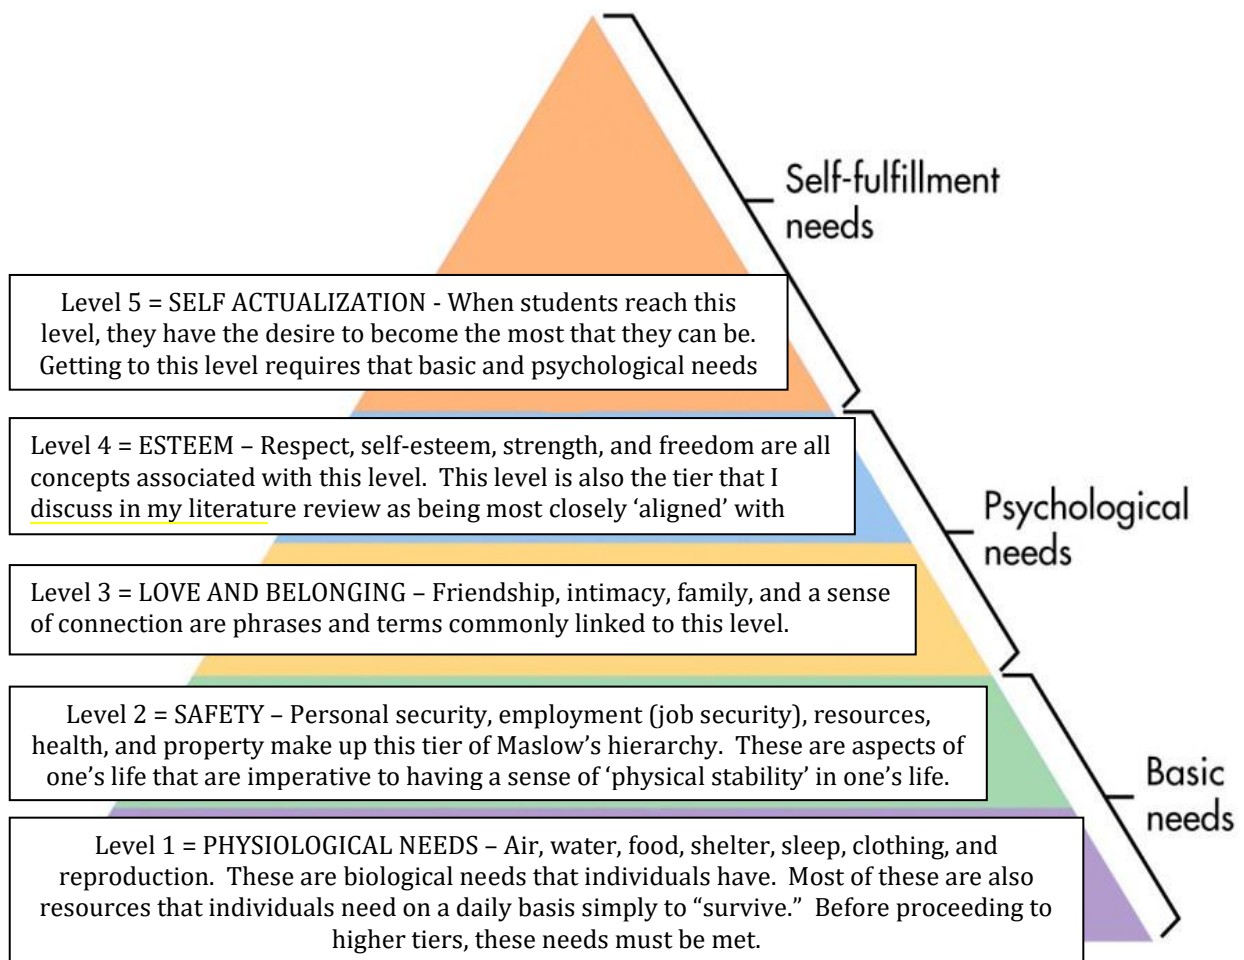 Self-fulfillment
needs
Level 5 = SELF ACTUALIZATION - When students reach this
level, they have the desire to become the most that they can be.
Getting to this level requires that basic and psychological needs
Level 4 = ESTEEM – Respect, self-esteem, strength, and freedom are all
concepts associated with this level.  This level is also the tier that I
discuss in my literature review as being most closely ‘aligned’ with
Psychological
needs
Level 3 = LOVE AND BELONGING – Friendship, intimacy, family, and a sense
of connection are phrases and terms commonly linked to this level.
Level 2 = SAFETY – Personal security, employment (job security), resources,
health, and property make up this tier of Maslow’s hierarchy.  These are aspects of
one’s life that are imperative to having a sense of ‘physical stability’ in one’s life.
Basic
needs
Level 1 = PHYSIOLOGICAL NEEDS – Air, water, food, shelter, sleep, clothing, and
reproduction.  These are biological needs that individuals have.  Most of these are also
resources that individuals need on a daily basis simply to “survive.”  Before proceeding to
higher tiers, these needs must be met.